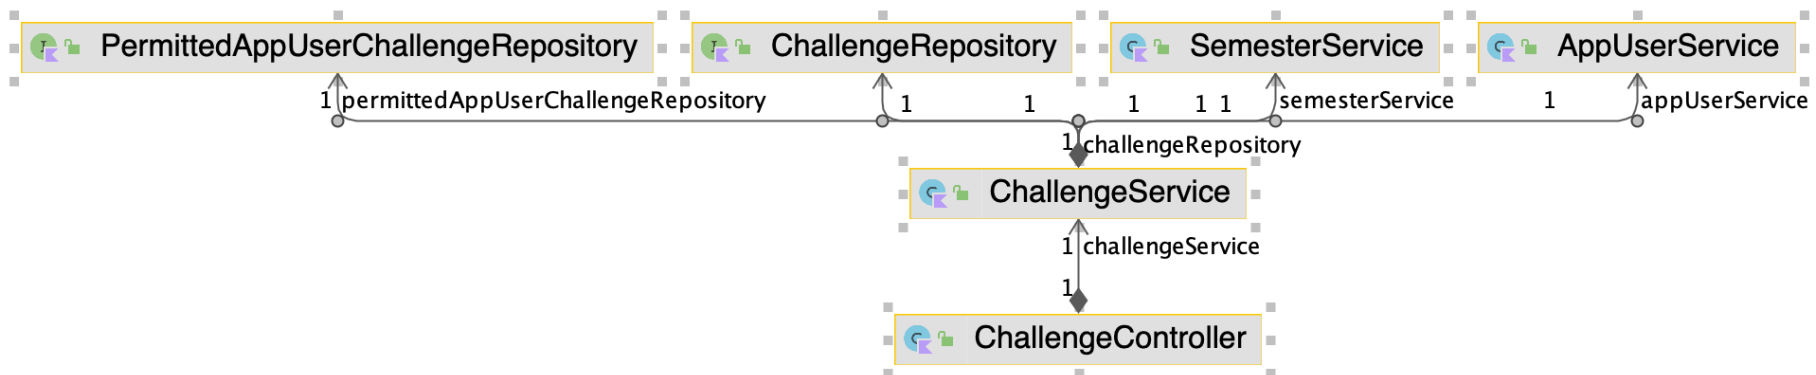 PermittedAppUserChallengeRepository
ChallengeRepository
SemesterService
AppUserService
1 permittedAppUserChallengeRepository
1
1
1
1
1
semesterService
1
appUserService
1 challengeRepository
ChallengeService
1 challengeService
1
ChallengeController